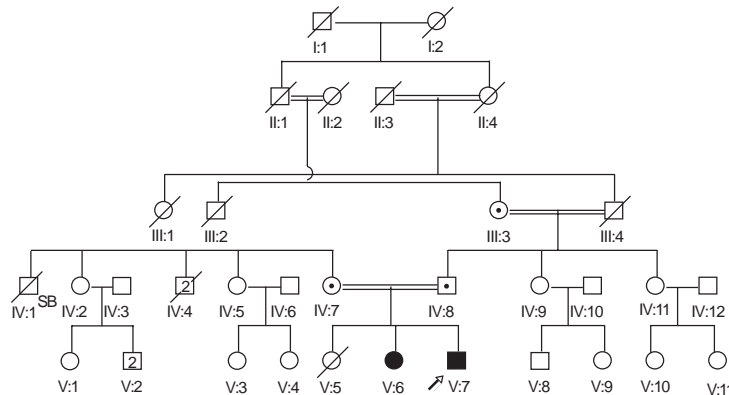 I:1 I:2
II:1 II:2 II:3 II:4
III:1 III:2 III:3 III:4
2
SB
IV:1 IV:2 IV:3 IV:4 IV:5 IV:6 IV:7 IV:8 IV:9 IV:10 IV:11 IV:12
2
V:1 V:2 V:3 V:4 V:5 V:6 V:7 V:8 V:9 V:10 V:11